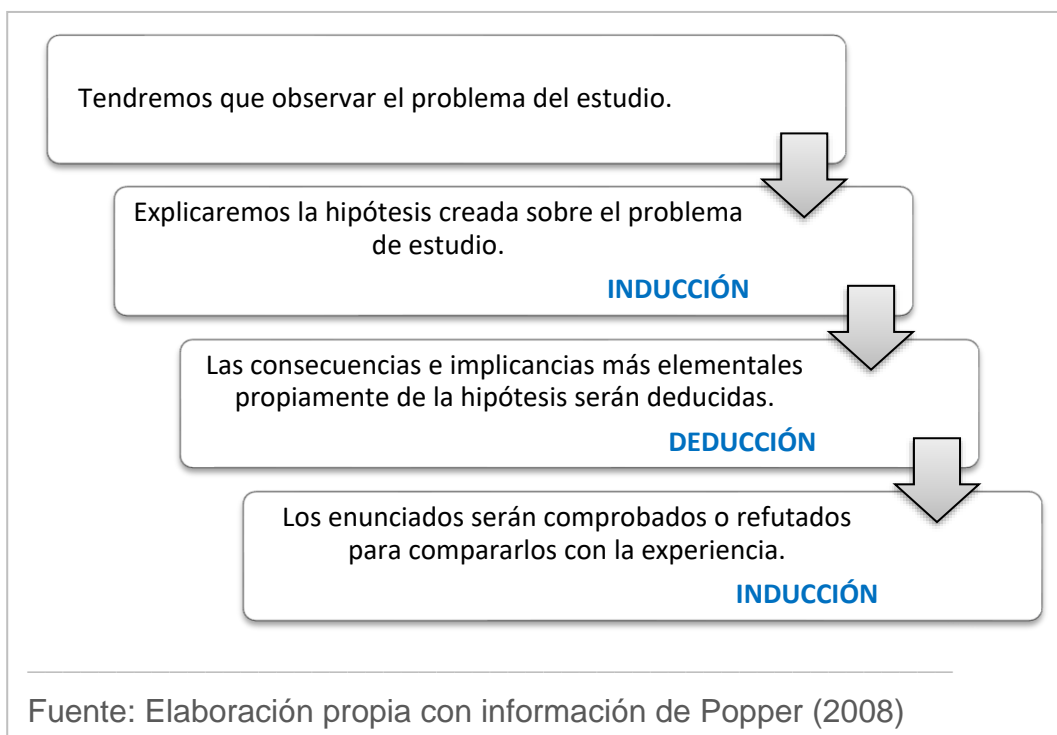 Tendremos que observar el problema del estudio.
Explicaremos la hipótesis creada sobre el problema
de estudio.
INDUCCIÓN
Las consecuencias e implicancias más elementales
propiamente de la hipótesis serán deducidas.
DEDUCCIÓN
Los enunciados serán comprobados o refutados
para compararlos con la experiencia.
INDUCCIÓN
Fuente: Elaboración propia con información de Popper (2008)